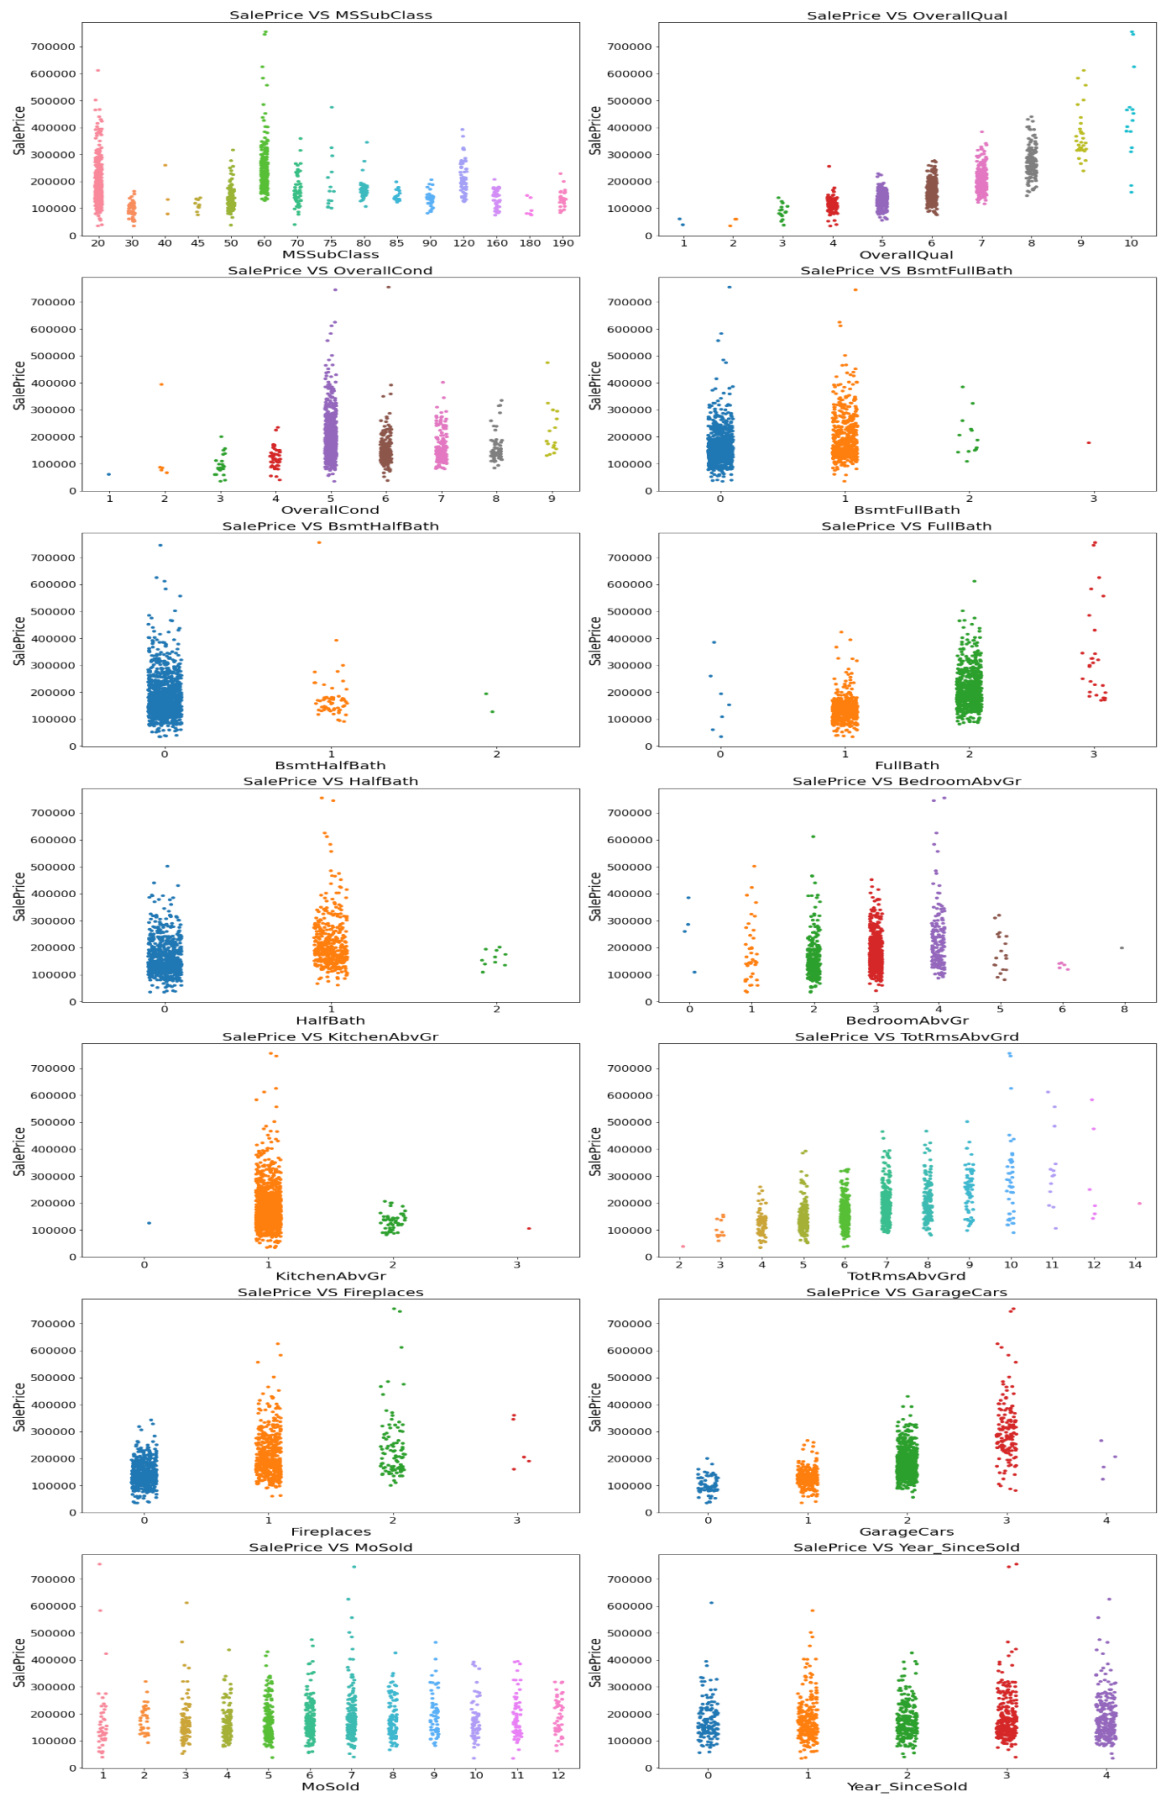 SalePrice VS MSSubClass
SalePrice
700000
600000
500000
400000
300000
200000
100000
0
20 30 40 45 50 60 70 75 80 85 90 120 160 180 190
MSSubClass
SalePrice VS OverallQual
SalePrice
700000
600000
500000
400000
300000
200000
100000
0
1 2 3 4 5 6 7 8 9 10
OverallQual
SalePrice VS OverallCond
SalePrice
700000
600000
500000
400000
300000
200000
100000
0
1 2 3 4 5 6 7 8 9
OverallCond
SalePrice VS BsmtFullBath
SalePrice
700000
600000
500000
400000
300000
200000
100000
0
0 1 2 3
BsmtFullBath
SalePrice VS BsmtHalfBath
SalePrice
700000
600000
500000
400000
300000
200000
100000
0
0 1 2
BsmtHalfBath
SalePrice VS FullBath
SalePrice
700000
600000
500000
400000
300000
200000
100000
0
0 1 2 3
FullBath
SalePrice VS HalfBath
SalePrice
700000
600000
500000
400000
300000
200000
100000
0
0 1 2
HalfBath
SalePrice VS BedroomAbvGr
SalePrice
700000
600000
500000
400000
300000
200000
100000
0
0 1 2 3 4 5 6 8
BedroomAbvGr
SalePrice VS KitchenAbvGr
SalePrice
700000
600000
500000
400000
300000
200000
100000
0
0 1 2 3
KitchenAbvGr
SalePrice VS TotRmsAbvGrd
SalePrice
700000
600000
500000
400000
300000
200000
100000
0
2 3 4 5 6 7 8 9 10 11 12 14
TotRmsAbvGrd
SalePrice VS Fireplaces
SalePrice
700000
600000
500000
400000
300000
200000
100000
0
0 1 2 3
Fireplaces
SalePrice VS GarageCars
SalePrice
700000
600000
500000
400000
300000
200000
100000
0
0 1 2 3 4
GarageCars
SalePrice VS MoSold
SalePrice
700000
600000
500000
400000
300000
200000
100000
0
1 2 3 4 5 6 7 8 9 10 11 12
MoSold
SalePrice VS Year_SinceSold
SalePrice
700000
600000
500000
400000
300000
200000
100000
0
0 1 2 3 4
Year_SinceSold